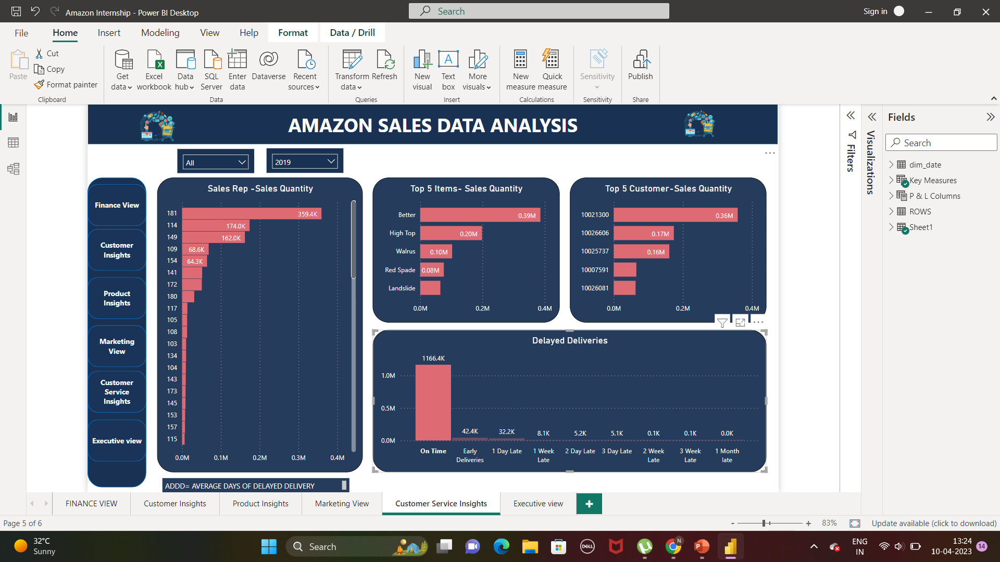 Amazon Internship - Power BI Desktop
Search
Sign in
File
Home
Insert
Modeling
View
Help
Format
Data / Drill
Paste
Cut
Copy
Format painter
Clipboard
Get data
Excel workbook
Data hub
SQL Server
Enter data
Dataverse
Recent sources
Data
Transform data
Refresh
Queries
New visual
Text box
More visuals
Insert
New measure
Quick measure
Calculations
Sensitivity
Sensitivity
Publish
Share
AMAZON SALES DATA ANALYSIS
All
2019
Finance View
Customer Insights
Product Insights
Marketing View
Customer Service Insights
Executive view
Sales Rep -Sales Quantity
181 359.4K
114 174.0K
149 162.0K
109 68.6K
154 64.3K
141
172
180
117
105
108
103
134
104
143
173
145
153
157
115
0.0M 0.1M 0.2M 0.3M 0.4M
Top 5 Items- Sales Quantity
Better 0.39M
High Top 0.20M
Walrus 0.10M
Red Spade 0.08M
Landslide
0.0M 0.2M 0.4M
Top 5 Customer-Sales Quantity
10021300 0.36M
10026606 0.17M
10025737 0.16M
10007591
10026081
0.0M 0.2M 0.4M
Delayed Deliveries
1.0M
0.5M
0.0M
1166.4K 42.4K 32.2K 8.1K 5.2K 5.1K 0.1K 0.1K 0.0K
On Time
Early Deliveries
1 Day Late
1 Week Late
2 Day Late
3 Day Late
2 Week Late
3 Week Late
1 Month late
ADDD= AVERAGE DAYS OF DELAYED DELIVERY
Filters
Visualizations
Fields
Search
dim_date
Key Measures
P & L Columns
ROWS
Sheet1
FINANCE VIEW
Customer Insights
Product Insights
Marketing View
Customer Service Insights
Executive view
Page 5 of 6
83%
Update available (click to download)
32°C
Sunny
Search
DELL
N
P
ENG
IN
13:24
10-04-2023
14